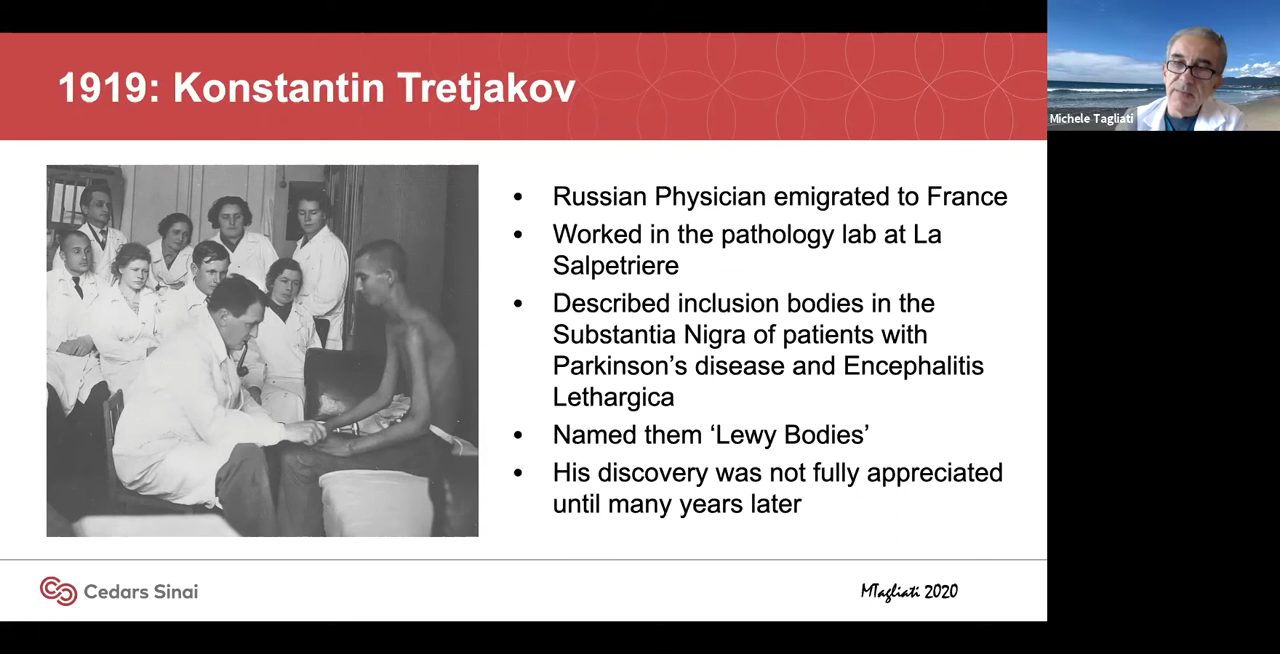 1919: Konstantin Tretjakov
Michele Tagliati
• Russian Physician emigrated to France
• Worked in the pathology lab at La
Salpetriere
• Described inclusion bodies in the
Substantia Nigra of patients with
Parkinson's disease and Encephalitis
Lethargica
• Named them ‘Lewy Bodies’
• His discovery was not fully appreciated
until many years later
Cedars Sinai
MTagliati 2020